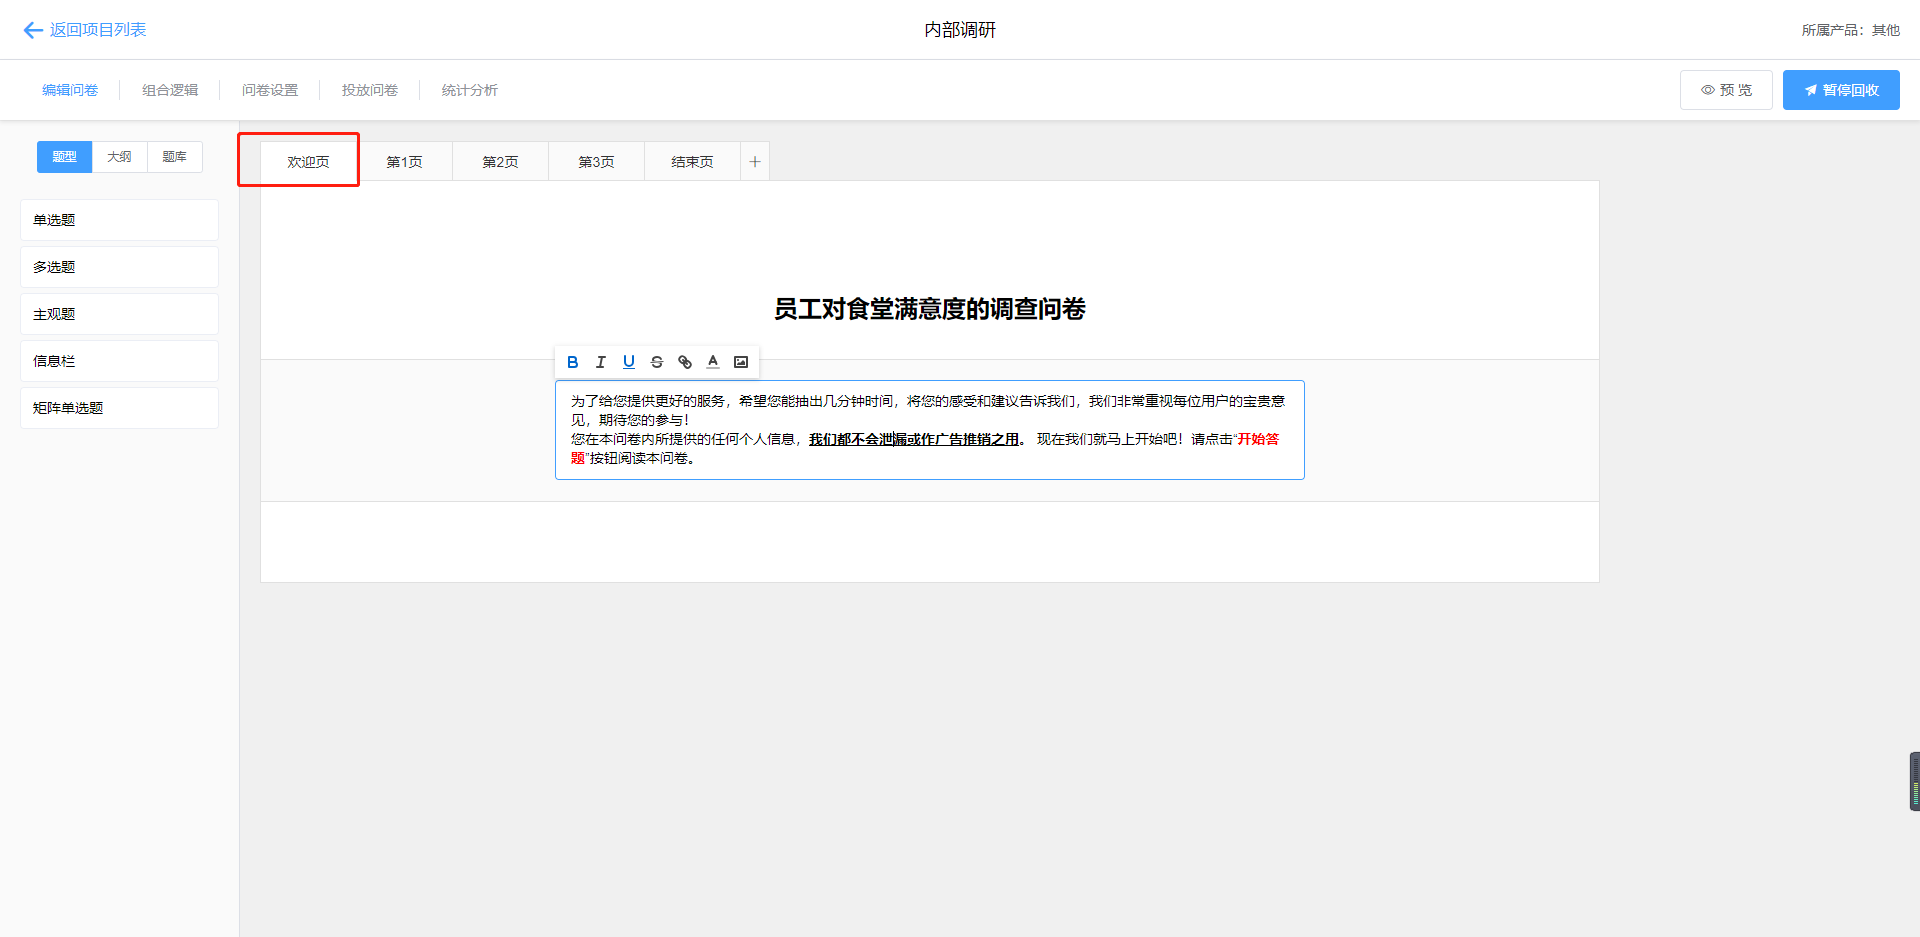 返回项目列表
内部调研
所属产品：其他
编辑问卷
组合逻辑
问卷设置
投放问卷
统计分析
预 览
暂停回收
题型
大纲
题库
欢迎页
第1页
第2页
第3页
结束页
+
单选题
多选题
主观题
信息栏
矩阵单选题
员工对食堂满意度的调查问卷
B I U S A
为了给您提供更好的服务，希望您能抽出几分钟时间，将您的感受和建议告诉我们，我们非常重视每位用户的宝贵意
见，期待您的参与！
您在本问卷内所提供的任何个人信息，我们都不会泄漏或作广告推销之用。 现在我们就马上开始吧！请点击“开始答
题”按钮阅读本问卷。